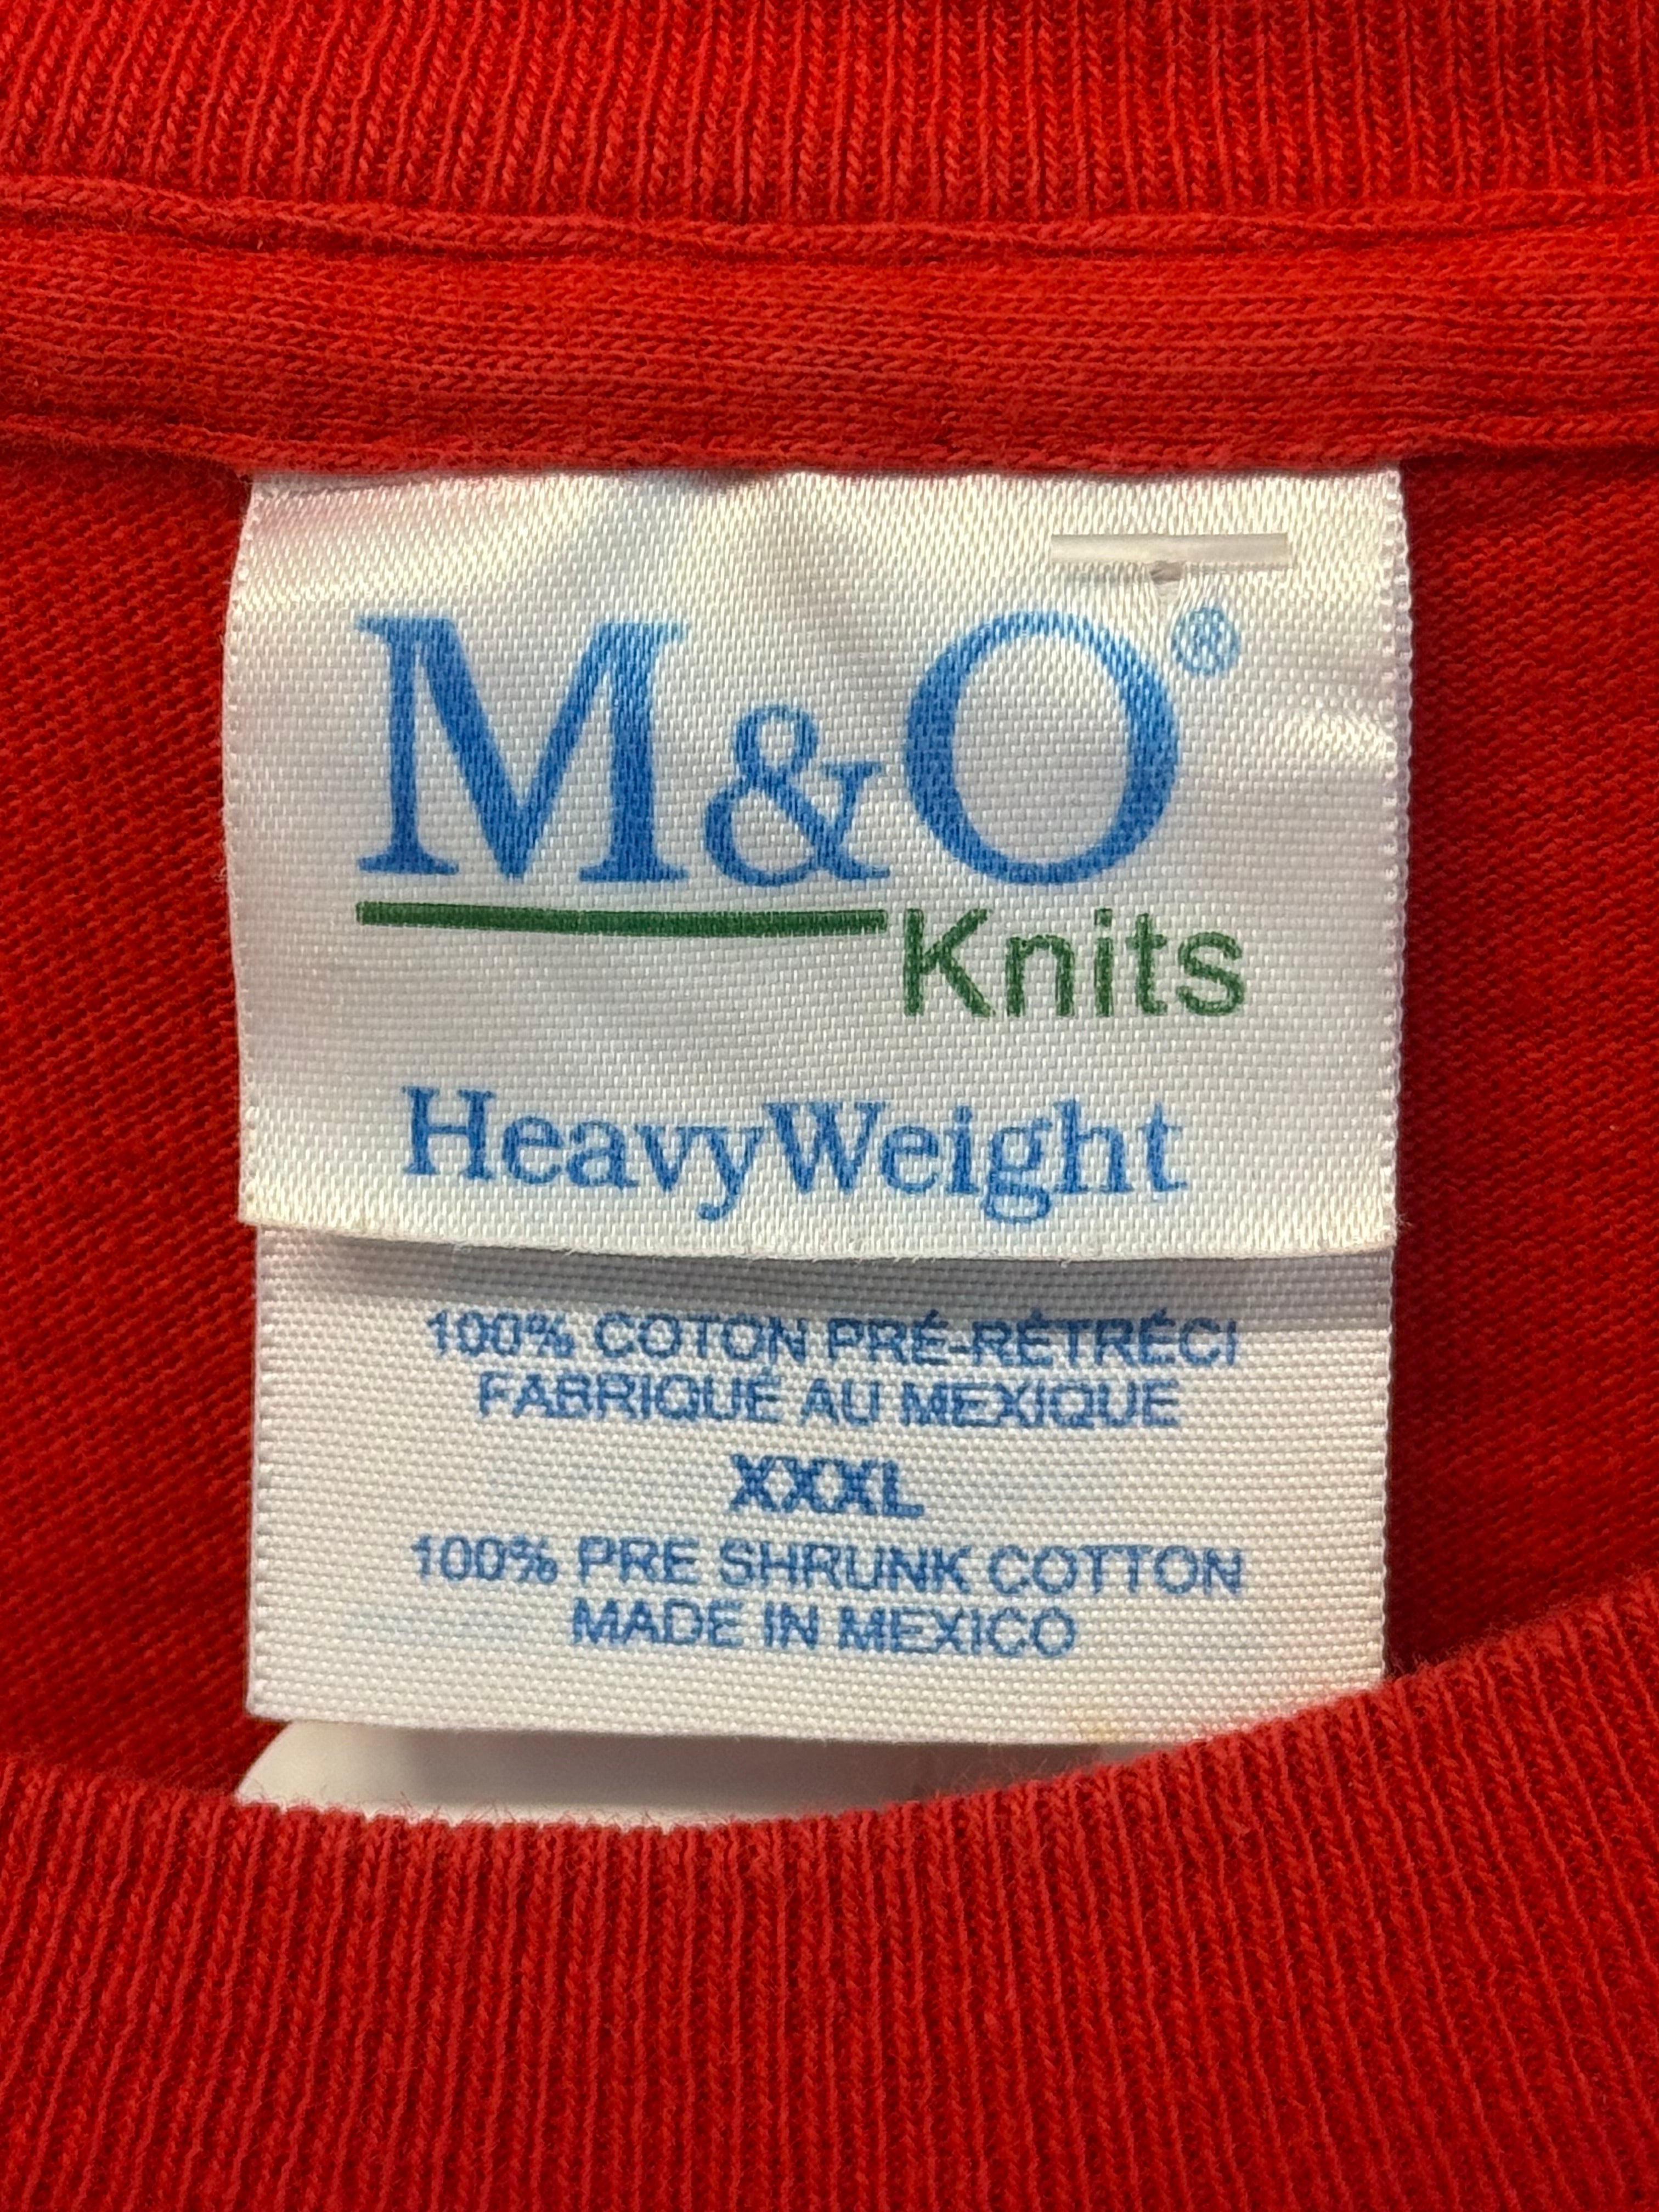 M&O®
Knits
HeavyWeight
100% COTON PRÉ-RÉTRÉCI
FABRIQUÉ AU MEXIQUE
XXXL
100% PRE SHRUNK COTTON
MADE IN MEXICO